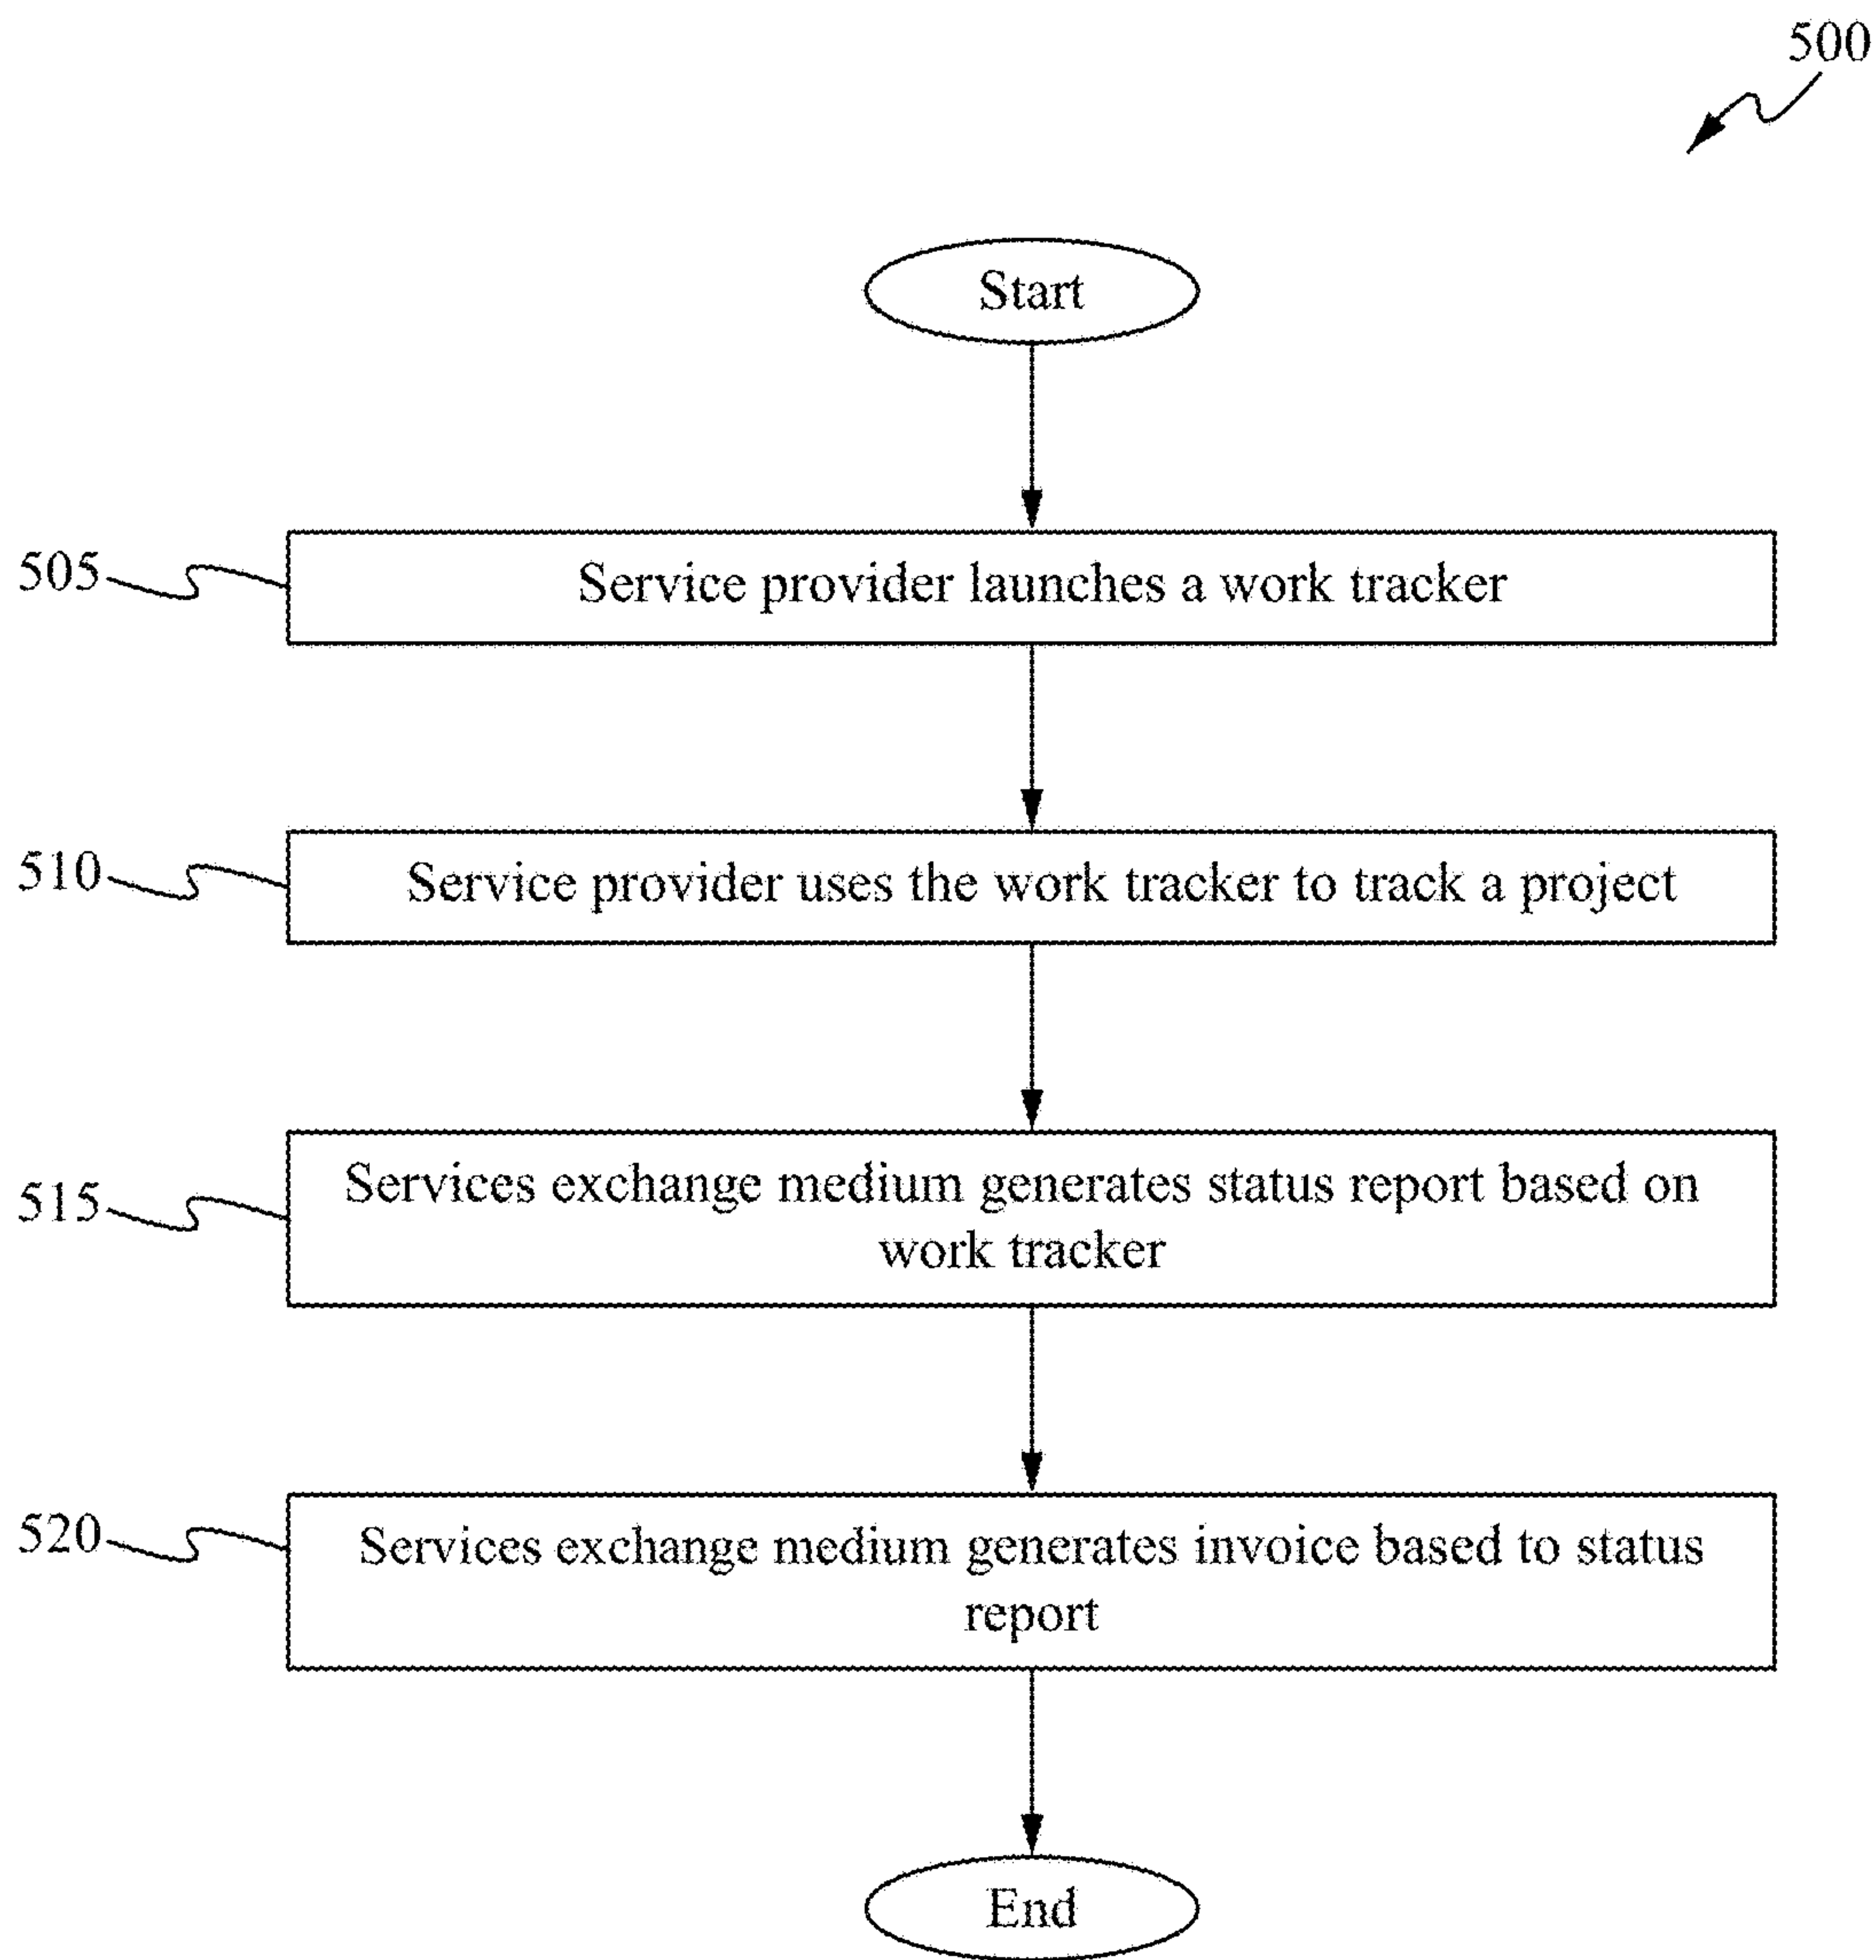 500
Start
505
Service provider launches a work tracker
510
Service provider uses the work tracker to track a project
515
Services exchange medium generates status report based on
work tracker
520
Services exchange medium generates invoice based to status
report
End